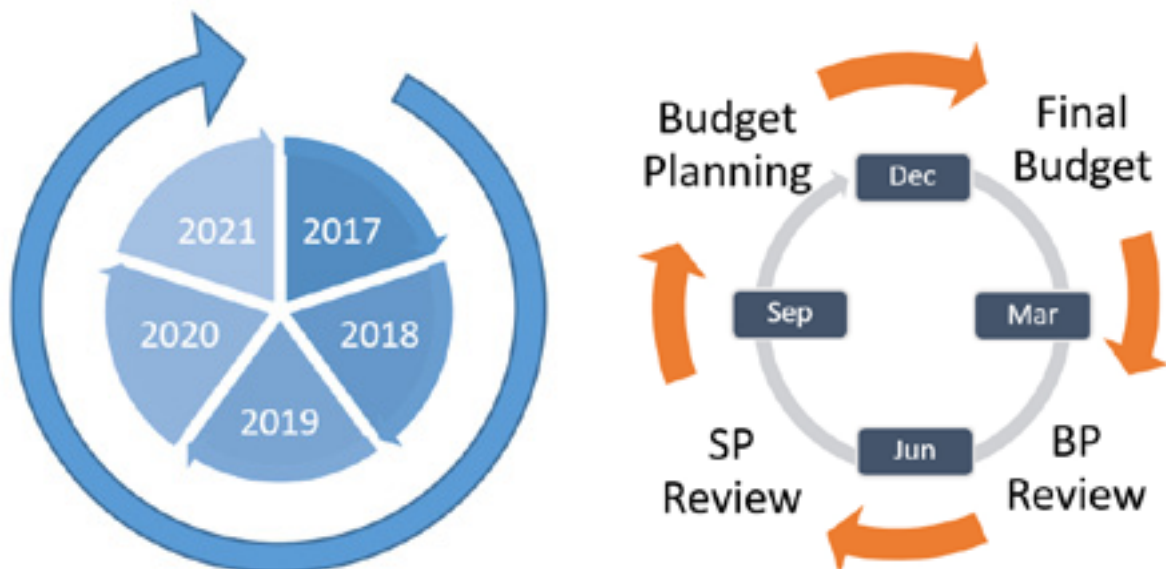 2021
2017
2020
2018
2019
Budget
Planning
Final
Budget
Dec
Sep
Mar
Jun
SP
Review
BP
Review